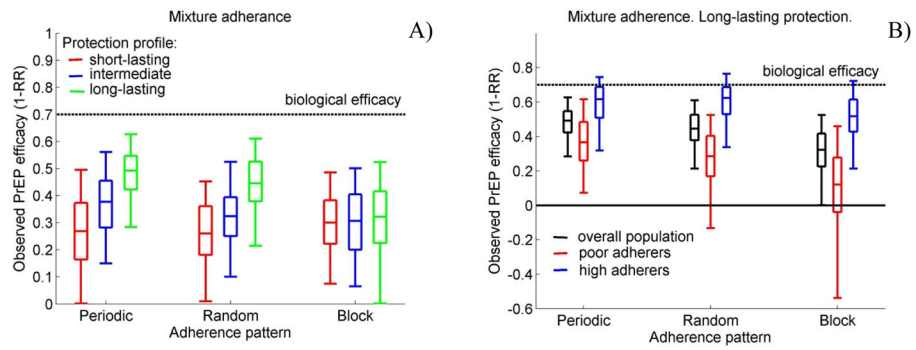 Mixture adherance
A)
Protection profile:
short-lasting
intermediate
long-lasting
biological efficacy
Observed PrEP efficacy (1-RR)
1
0.9
0.8
0.7
0.6
0.5
0.4
0.3
0.2
0.1
0
Periodic
Random
Block
Adherence pattern
Mixture adherence. Long-lasting protection.
B)
biological efficacy
Observed PrEP efficacy (1-RR)
0.8
0.6
0.4
0.2
0
-0.2
-0.4
-0.6
overall population
poor adherers
high adherers
Periodic
Random
Block
Adherence pattern